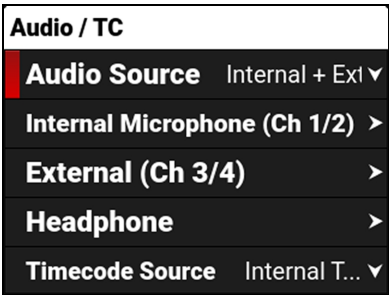 Audio / TC
Audio Source Internal + Ext
Internal Microphone (Ch 1/2)
External (Ch 3/4)
Headphone
Timecode Source Internal T...